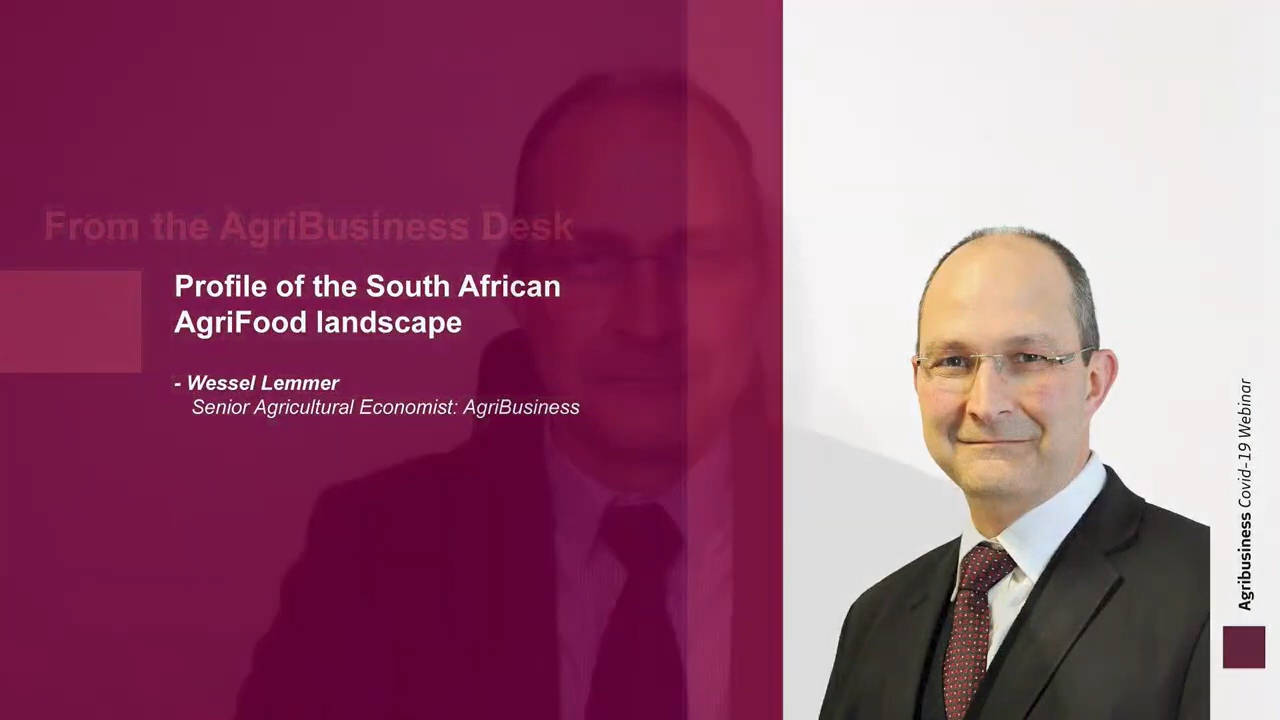 From the AgriBusiness Desk
Profile of the South African
AgriFood landscape
- Wessel Lemmer
Senior Agricultural Economist: AgriBusiness
Agribusiness Covid-19 Webinar